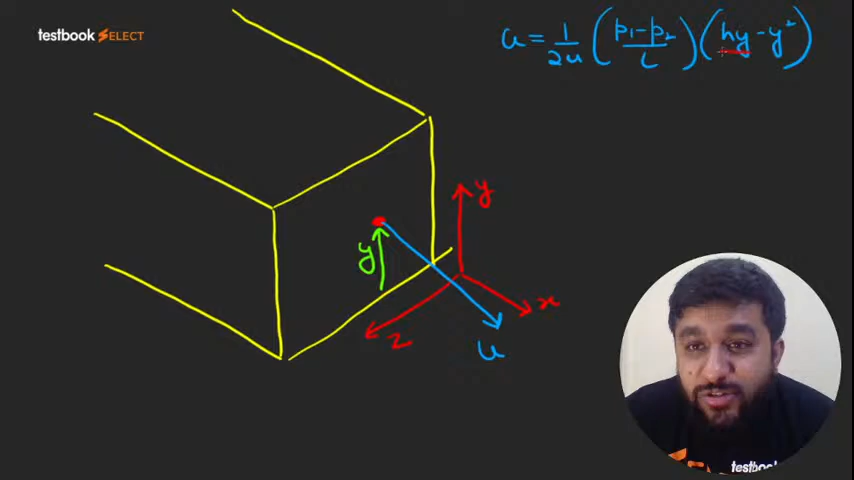 testbook SELECT
u = 1/2u (p1-p2/L) (hy - y²)
y
y
x
z
u
testbook